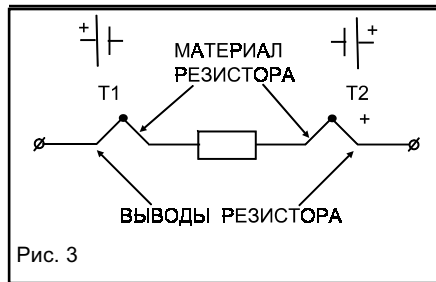 + +
МАТЕРИАЛ
РЕЗИСТОРА
T1 T2
+
ВЫВОДЫ РЕЗИСТОРА
Рис. 3